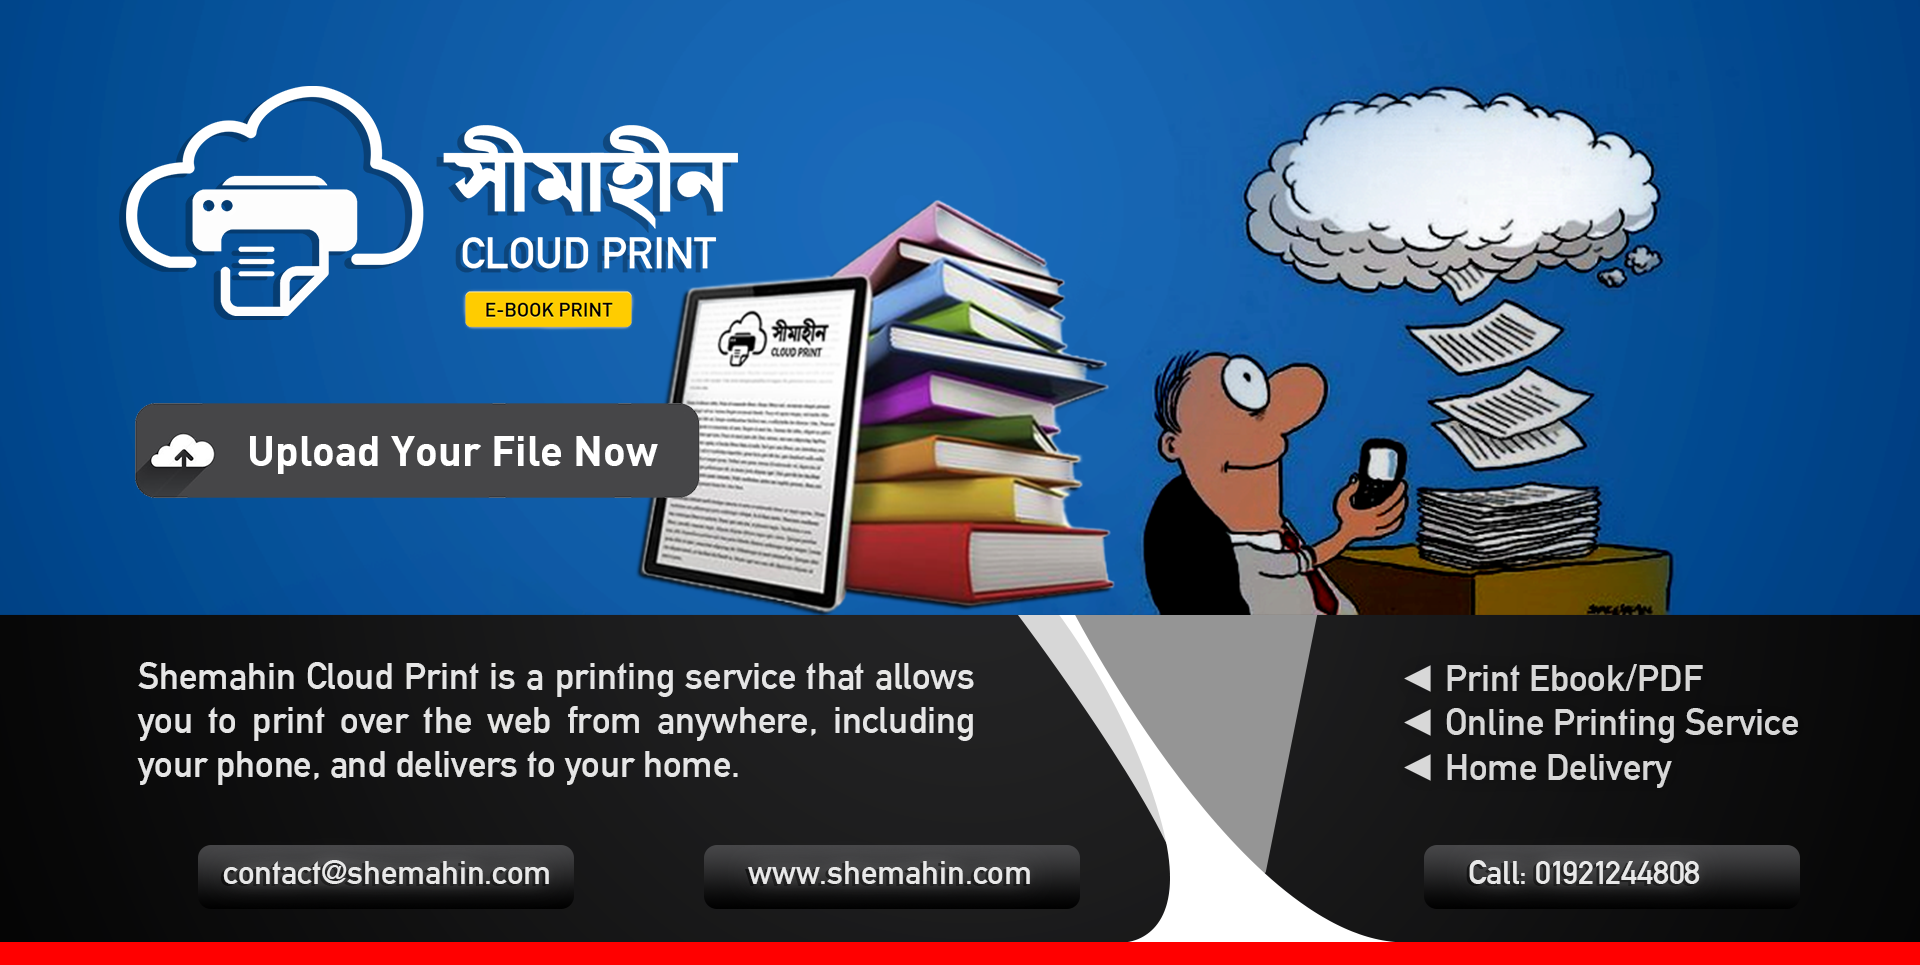 সীমাহীন
CLOUD PRINT
E-BOOK PRINT
সীমাহীন
CLOUD PRINT
Upload Your File Now
Shemahin Cloud Print is a printing service that allows
you to print over the web from anywhere, including
your phone, and delivers to your home.
Print Ebook/PDF
Online Printing Service
Home Delivery
contact@shemahin.com
www.shemahin.com
Call: 01921244808